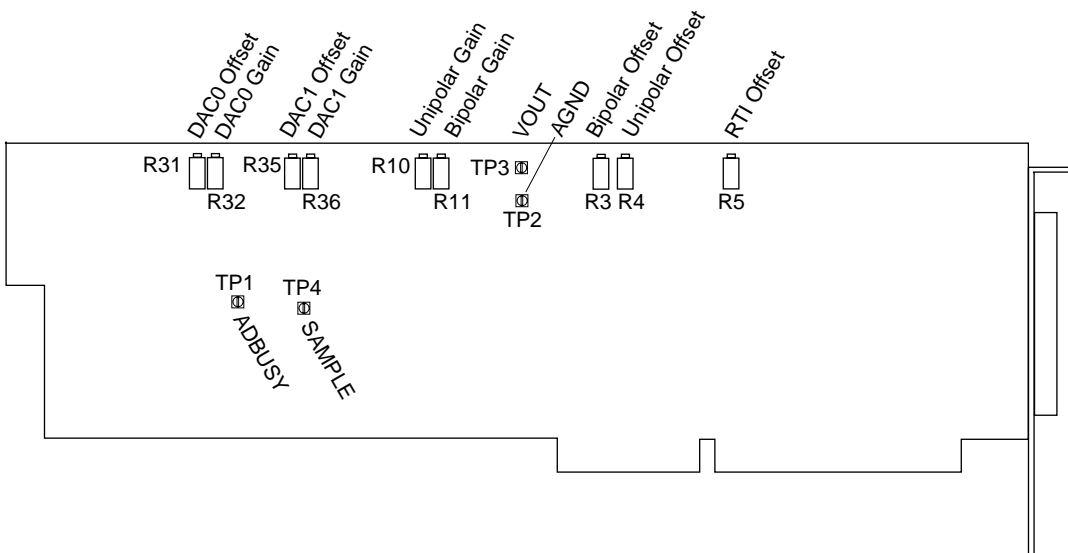 DAC0 Offset
DAC0 Gain
DAC1 Offset
DAC1 Gain
Unipolar Gain
Bipolar Gain
VOUT
AGND
Bipolar Offset
Unipolar Offset
RTI Offset
R31
R32
R35
R36
R10
R11
TP3
TP2
R3
R4
R5
TP1
ADBUSY
TP4
SAMPLE